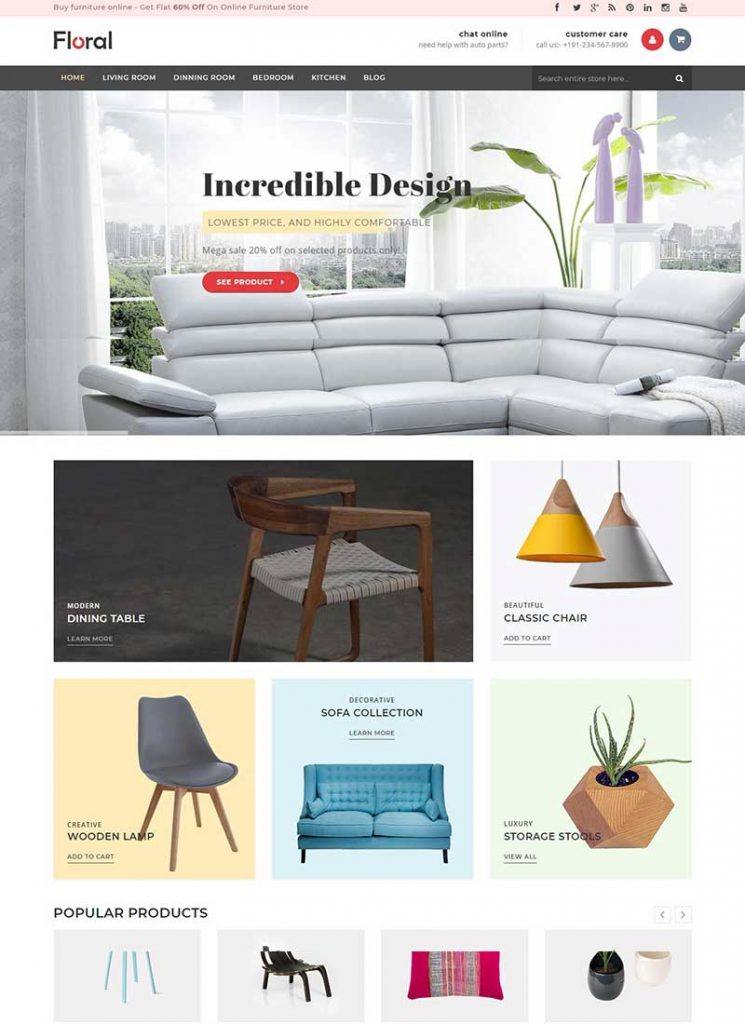 Buy furniture online - Get Flat 60% Off On Online Furniture Store
Floral
chat online
need help with auto parts?
customer care
call us:- +91-234-567-8900
HOME LIVING ROOM DINNING ROOM BEDROOM KITCHEN BLOG
Search entire store here...
Incredible Design
LOWEST PRICE, AND HIGHLY COMFORTABLE
Mega sale 20% off on selected products only!
SEE PRODUCT
MODERN
DINING TABLE
LEARN MORE
BEAUTIFUL
CLASSIC CHAIR
ADD TO CART
CREATIVE
WOODEN LAMP
ADD TO CART
DECORATIVE
SOFA COLLECTION
LEARN MORE
LUXURY
STORAGE STOOLS
VIEW ALL
POPULAR PRODUCTS